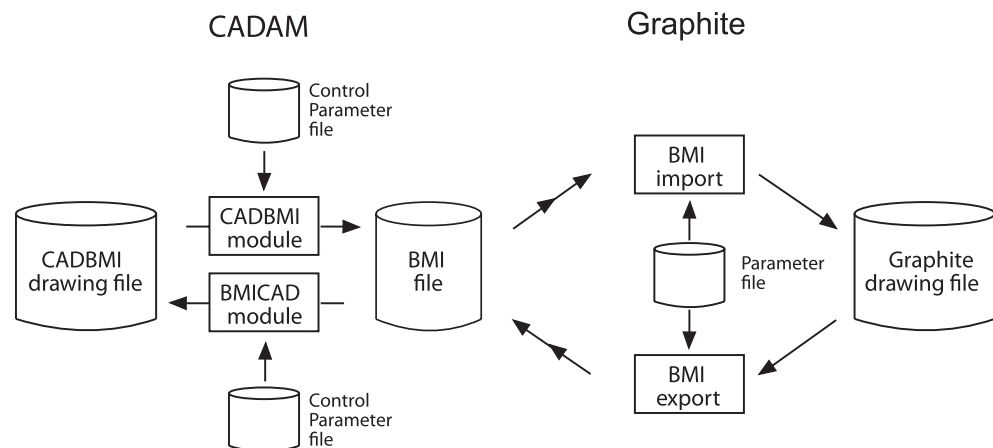 CADAM
Graphite
Control
Parameter
file
BMI
import
CADBMI
module
CADBMI
drawing file
BMI
file
Parameter
file
Graphite
drawing file
BMICAD
module
BMI
export
Control
Parameter
file